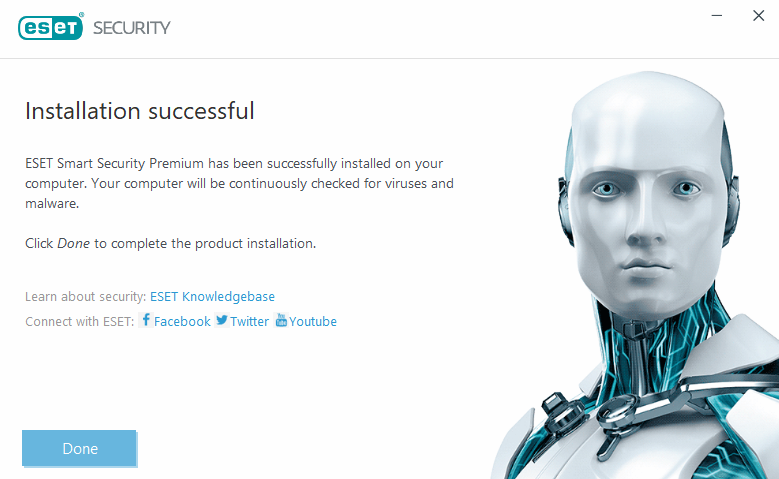 eseT® SECURITY
Installation successful
ESET Smart Security Premium has been successfully installed on your
computer. Your computer will be continuously checked for viruses and
malware.
Click Done to complete the product installation.
Learn about security: ESET Knowledgebase
Connect with ESET: Facebook Twitter Youtube
Done